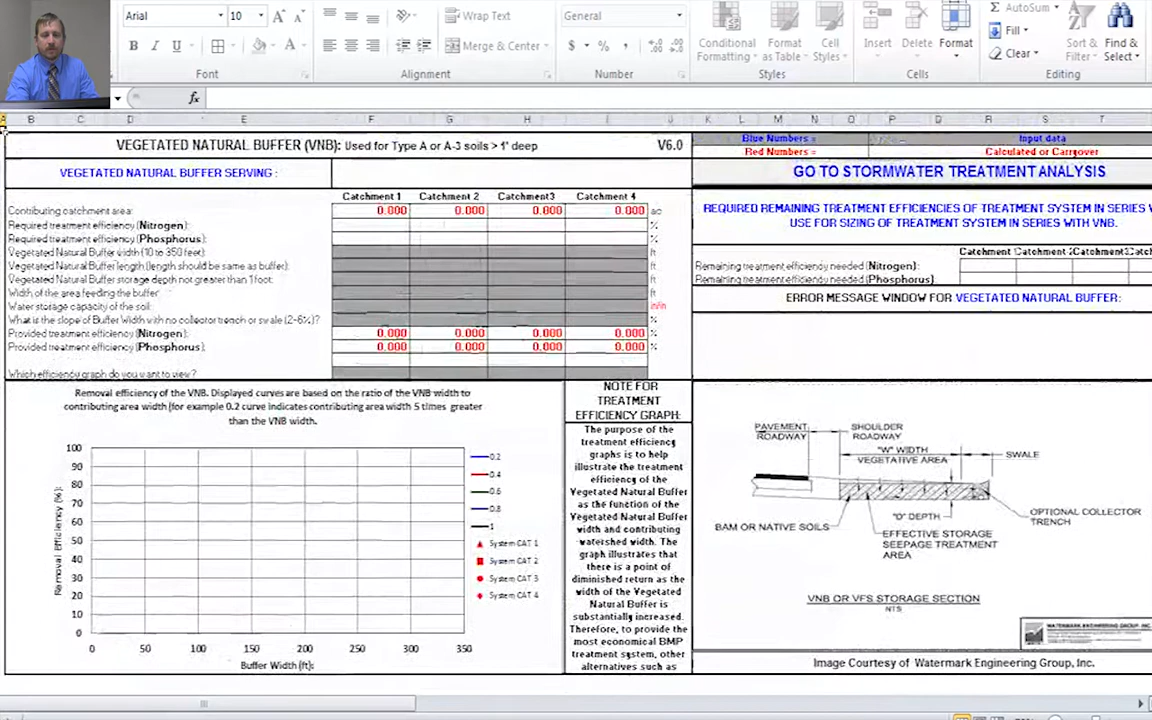 Arial 10
Wrap Text
General
AutoSum
Fill
Clear
B I U
Merge & Center
$ % ,
Conditional Formatting
Format as Table
Cell Styles
Insert
Delete
Format
Sort & Filter
Find & Select
Font
Alignment
Number
Styles
Cells
Editing
fx
A B C D E F G H I J K L M N O P Q R S T
VEGETATED NATURAL BUFFER (VNB): Used for Type A or A-3 soils > 1' deep
V6.0
Blue Numbers =
Input data
Red Numbers =
Calculated or Carryover
VEGETATED NATURAL BUFFER SERVING :
GO TO STORMWATER TREATMENT ANALYSIS
Catchment 1 Catchment 2 Catchment3 Catchment 4
Contributing catchment area: 0.000 0.000 0.000 0.000 ac
Required treatment efficiency (Nitrogen): %
Required treatment efficiency (Phosphorus): %
Vegetated Natural Buffer width (10 to 350 feet): ft
Vegetated Natural Buffer length (length should be same as buffer): ft
Vegetated Natural Buffer storage depth not greater than 1 foot: ft
Width of the area feeding the buffer ft
Water storage capacity of the soil: in/in
What is the slope of Buffer Width with no collector trench or swale (2-6%)? %
Provided treatment efficiency (Nitrogen): 0.000 0.000 0.000 0.000 %
Provided treatment efficiency (Phosphorus): 0.000 0.000 0.000 0.000 %
Which efficiency graph do you want to view?
REQUIRED REMAINING TREATMENT EFFICIENCIES OF TREATMENT SYSTEM IN SERIES
USE FOR SIZING OF TREATMENT SYSTEM IN SERIES WITH VNB.
Catchment Catchment Catchment Catc
Remaining treatment efficiency needed (Nitrogen):
Remaining treatment efficiency needed (Phosphorus):
ERROR MESSAGE WINDOW FOR VEGETATED NATURAL BUFFER:
Removal efficiency of the VNB. Displayed curves are based on the ratio of the VNB width to
contributing area width (for example 0.2 curve indicates contributing area width 5 times greater
than the VNB width.
Removal Efficiency (%):
100
90
80
70
60
50
40
30
20
10
0
0 50 100 150 200 250 300 350
Buffer Width (ft):
0.2
0.4
0.6
0.8
1
System CAT 1
System CAT 2
System CAT 3
System CAT 4
NOTE FOR
TREATMENT
EFFICIENCY GRAPH:
The purpose of the
treatment efficiency
graphs is to help
illustrate the treatment
efficiency of the
Vegetated Natural Buffer
as the function of the
Vegetated Natural Buffer
width and contributing
watershed width. The
graph illustrates that
there is a point of
diminished return as the
width of the Vegetated
Natural Buffer is
substantially increased.
Therefore, to provide the
most economical BMP
treatment system, other
alternatives such as
PAVEMENT
ROADWAY
SHOULDER
ROADWAY
"W" WIDTH
VEGETATIVE AREA
SWALE
"D" DEPTH
BAM OR NATIVE SOILS
OPTIONAL COLLECTOR
TRENCH
EFFECTIVE STORAGE
SEEPAGE TREATMENT
AREA
VNB OR VFS STORAGE SECTION
NTS
WATERMARK ENGINEERING GROUP, INC.
Image Courtesy of Watermark Engineering Group, Inc.